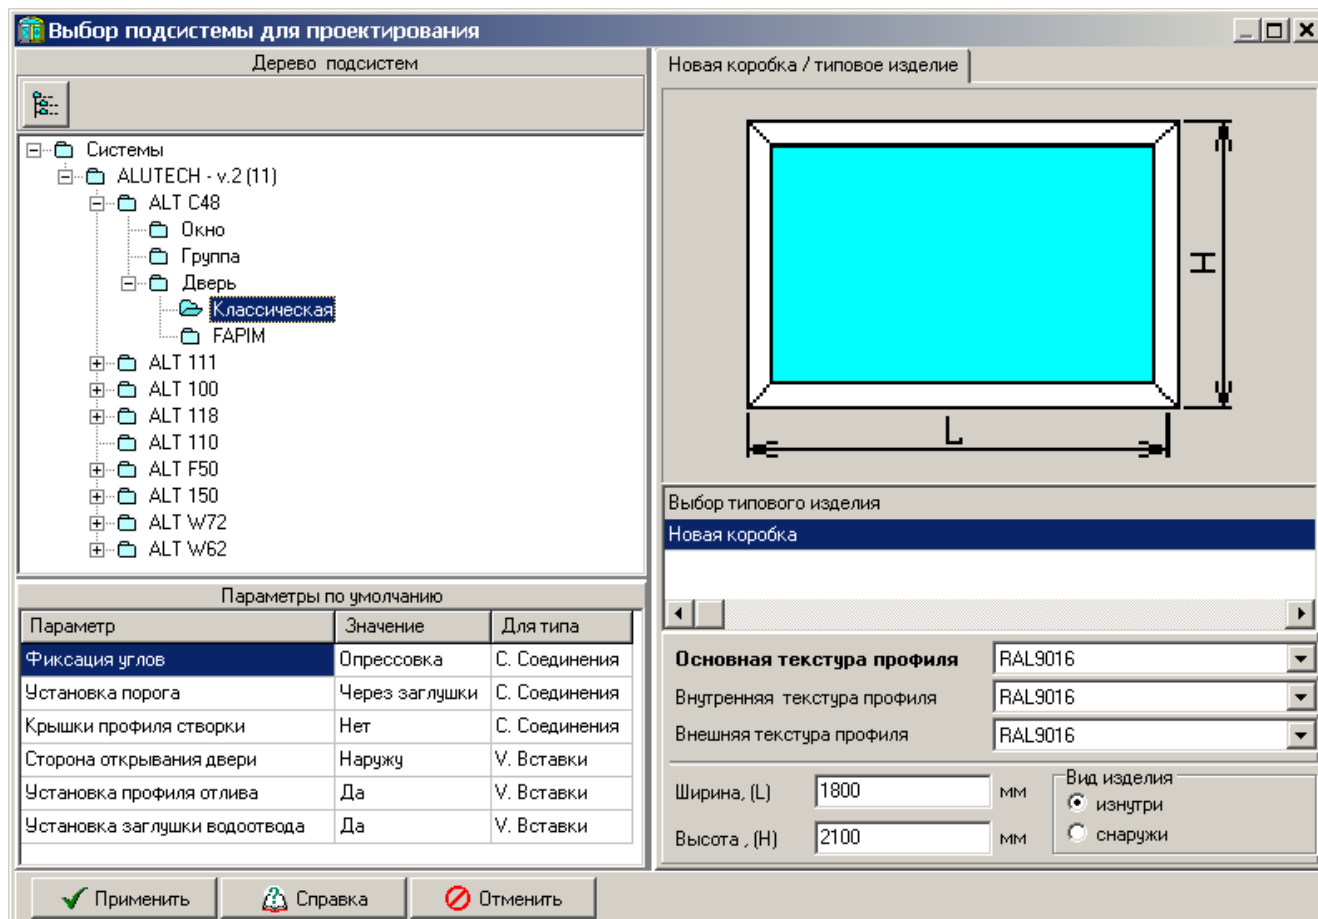 Выбор подсистемы для проектирования
Дерево подсистем
Системы
ALUTECH - v.2 (11)
ALT C48
Окно
Группа
Дверь
Классическая
FAPIM
ALT 111
ALT 100
ALT 118
ALT 110
ALT F50
ALT 150
ALT W72
ALT W62
Параметры по умолчанию
Параметр Значение Для типа
Фиксация углов Опрессовка С. Соединения
Установка порога Через заглушки С. Соединения
Крышки профиля створки Нет С. Соединения
Сторона открывания двери Наружу V. Вставки
Установка профиля отлива Да V. Вставки
Установка заглушки водоотвода Да V. Вставки
Новая коробка / типовое изделие
H
L
Выбор типового изделия
Новая коробка
Основная текстура профиля RAL9016
Внутренняя текстура профиля RAL9016
Внешняя текстура профиля RAL9016
Ширина, (L) 1800 мм
Высота , (H) 2100 мм
Вид изделия
изнутри
снаружи
Применить Справка Отменить